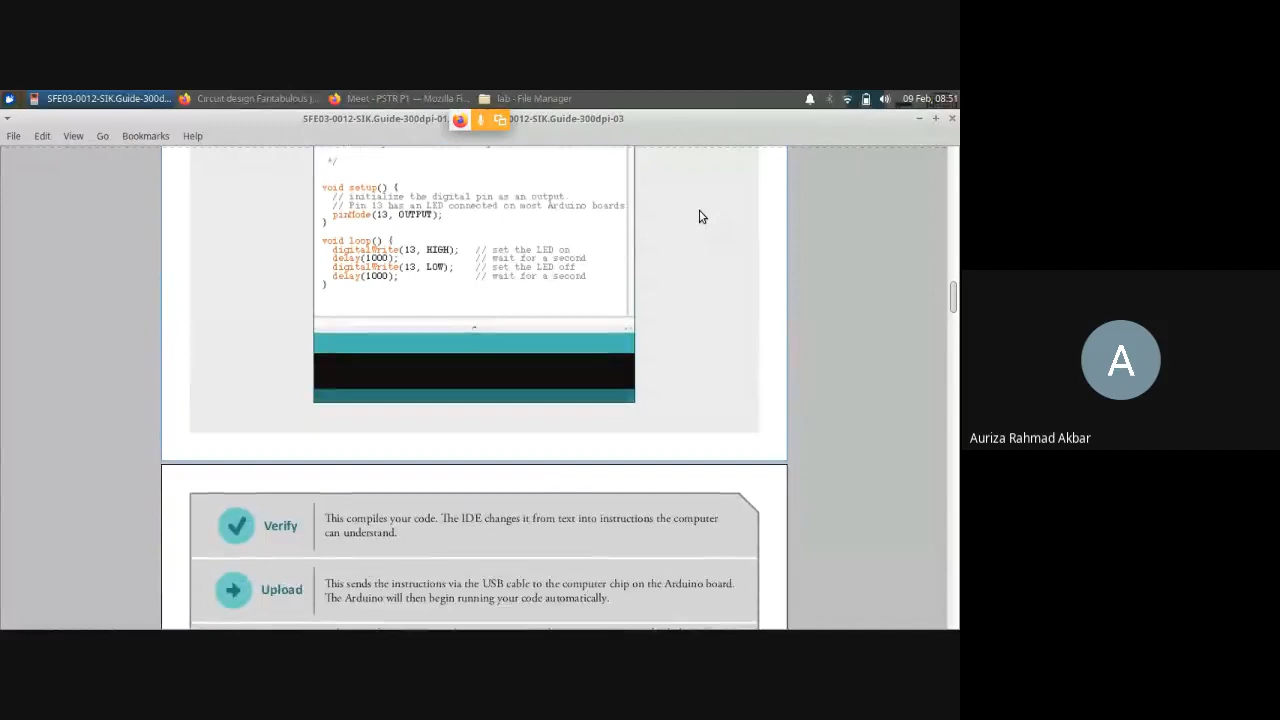 SFE03-0012-SIK.Guide-300d...
Circuit design Fantabulous j...
Meet - PSTR P1 — Mozilla Fi...
lab - File Manager
09 Feb, 08:51
SFE03-0012-SIK.Guide-300dpi-01
0012-SIK.Guide-300dpi-03
File Edit View Go Bookmarks Help
*/
void setup() {
// initialize the digital pin as an output.
// Pin 13 has an LED connected on most Arduino boards
pinMode(13, OUTPUT);
}
void loop() {
digitalWrite(13, HIGH); // set the LED on
delay(1000); // wait for a second
digitalWrite(13, LOW); // set the LED off
delay(1000); // wait for a second
}
Verify
This compiles your code. The IDE changes it from text into instructions the computer
can understand.
Upload
This sends the instructions via the USB cable to the computer chip on the Arduino board.
The Arduino will then begin running your code automatically.
A
Auriza Rahmad Akbar